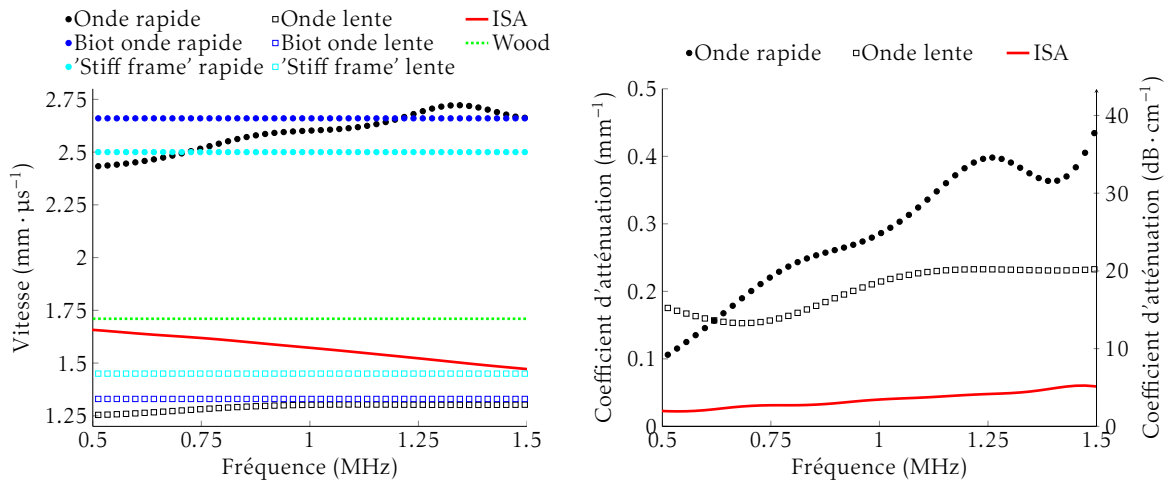 Onde rapide Onde lente ISA
Biot onde rapide Biot onde lente Wood
'Stiff frame' rapide 'Stiff frame' lente
2.75
2.5
2.25
2
1.75
1.5
1.25
Vitesse (mm · µs⁻¹)
0.5 0.75 1 1.25 1.5
Fréquence (MHz)
Onde rapide Onde lente ISA
0.5
0.4
0.3
0.2
0.1
0
Coefficient d'atténuation (mm⁻¹)
40
30
20
10
0
Coefficient d'atténuation (dB · cm⁻¹)
0.5 0.75 1 1.25 1.5
Fréquence (MHz)